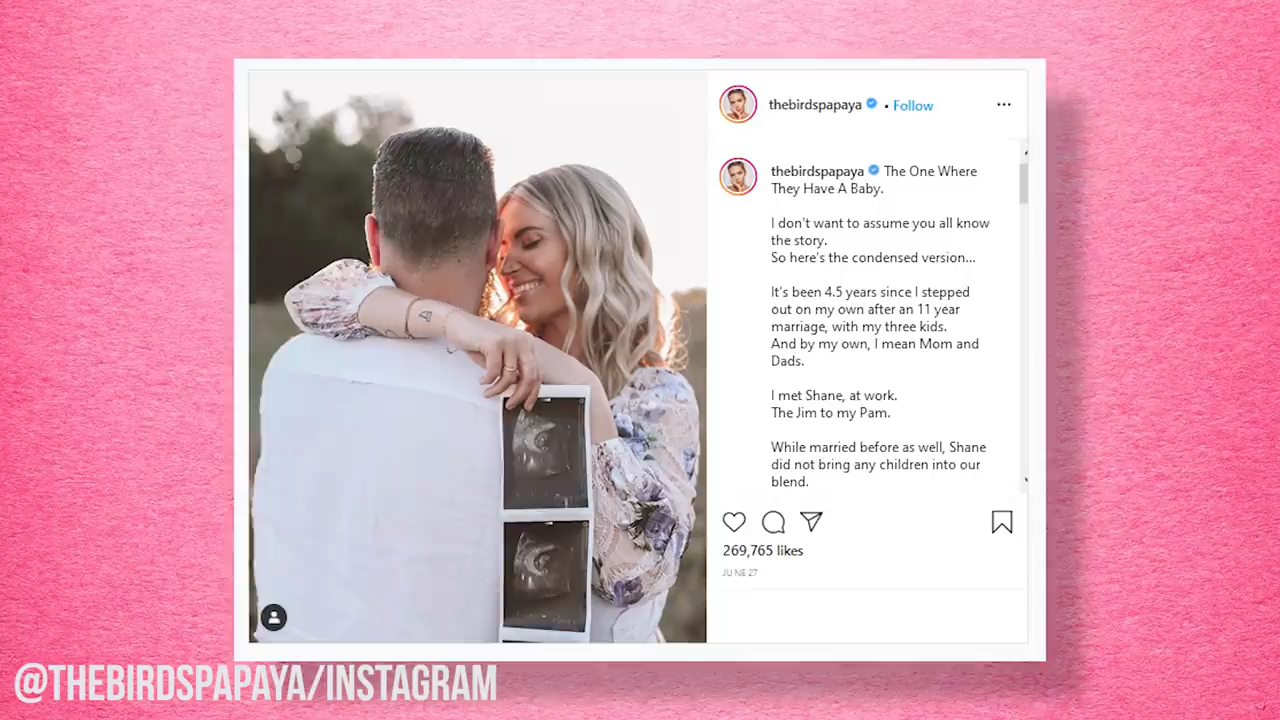 thebirdspapaya • Follow
thebirdspapaya The One Where
They Have A Baby.
I don't want to assume you all know
the story.
So here's the condensed version...
It's been 4.5 years since I stepped
out on my own after an 11 year
marriage, with my three kids.
And by my own, I mean Mom and
Dads.
I met Shane, at work.
The Jim to my Pam.
While married before as well, Shane
did not bring any children into our
blend.
269,765 likes
JUNE 27
@THEBIRDSPAPAYA/INSTAGRAM